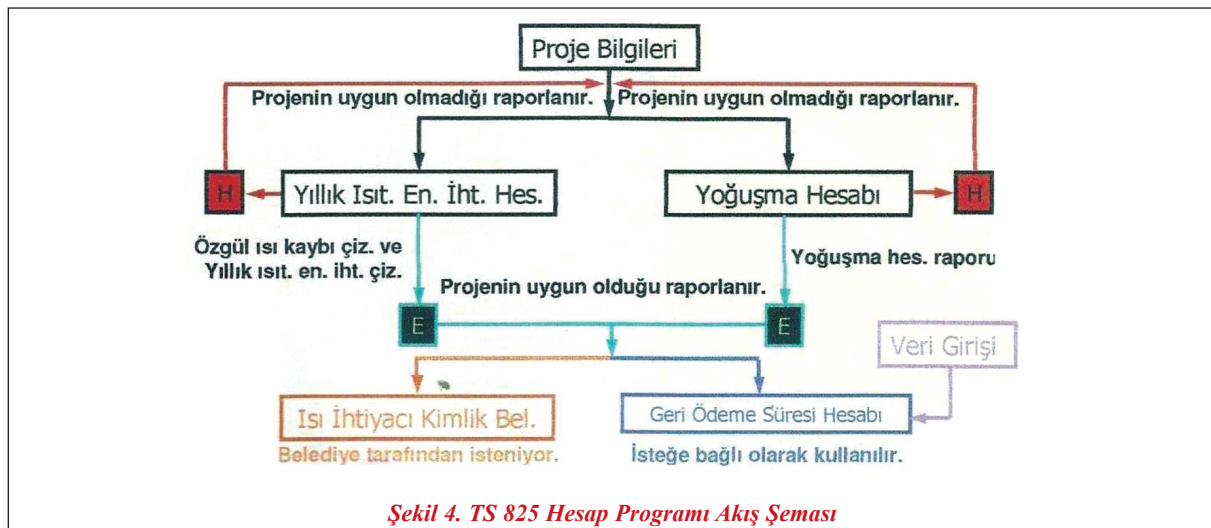 Proje Bilgileri
Projenin uygun olmadığı raporlanır.
Projenin uygun olmadığı raporlanır.
H
Yıllık Isıt. En. İht. Hes.
Yoğuşma Hesabı
H
Özgül ısı kaybı çiz. ve
Yıllık ısıt. en. iht. çiz.
Yoğuşma hes. raporu
Projenin uygun olduğu raporlanır.
E
E
Veri Girişi
Isı İhtiyacı Kimlik Bel.
Geri Ödeme Süresi Hesabı
Belediye tarafından isteniyor.
İsteğe bağlı olarak kullanılır.
Şekil 4. TS 825 Hesap Programı Akış Şeması